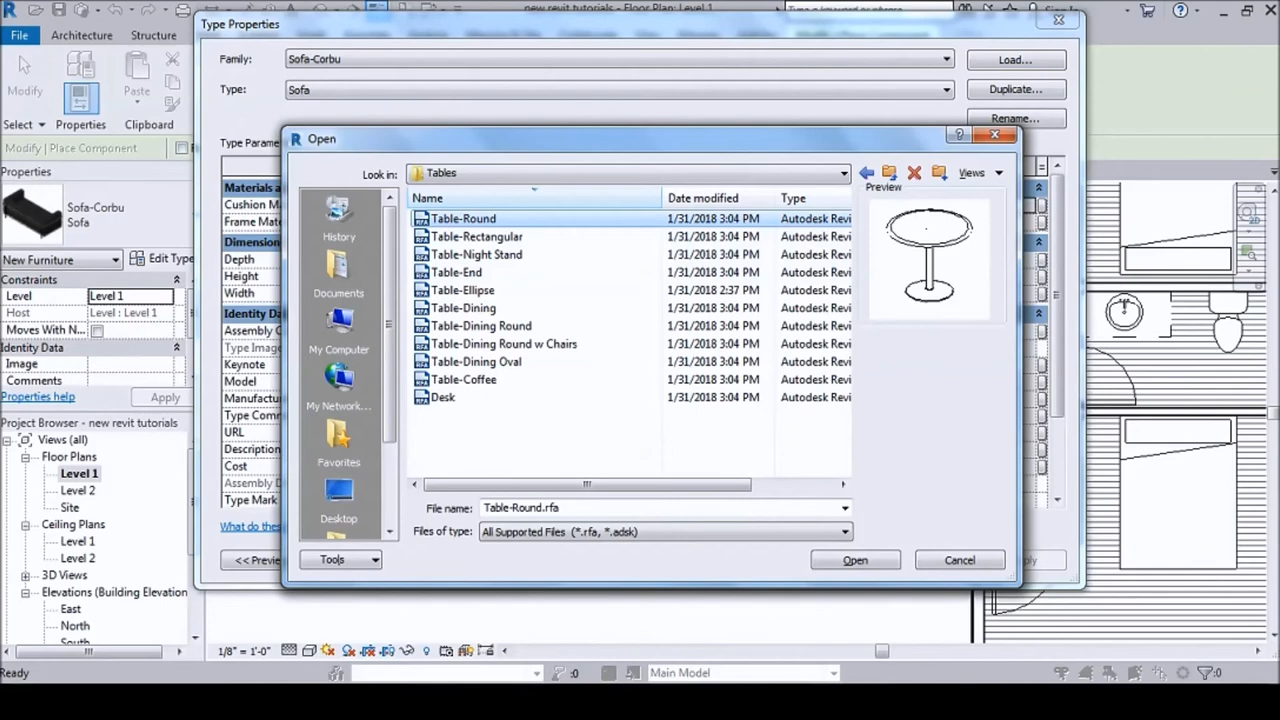 new revit tutorials - Floor Plan: Level 1
Type Properties
File Architecture Structure
Family: Sofa-Corbu Load...
Type: Sofa Duplicate...
Rename...
Modify
Paste
Select Properties Clipboard
Modify | Place Component
Properties
Sofa-Corbu
Sofa
New Furniture Edit Type
Constraints
Level Level 1
Host Level : Level 1
Moves With N...
Identity Data
Image
Comments
Properties help Apply
Project Browser - new revit tutorials
Views (all)
Floor Plans
Level 1
Level 2
Site
Ceiling Plans
Level 1
Level 2
3D Views
Elevations (Building Elevation
East
North
South
Type Parame
Materials a
Cushion M
Frame Mate
Dimension
Depth
Height
Width
Identity Dat
Assembly C
Type Image
Keynote
Model
Manufactu
Type Comm
URL
Description
Cost
Assembly D
Type Mark
What do thes
<< Previe
Open
Look in: Tables Views
Name Date modified Type
Table-Round 1/31/2018 3:04 PM Autodesk Revi
Table-Rectangular 1/31/2018 3:04 PM Autodesk Revi
Table-Night Stand 1/31/2018 3:04 PM Autodesk Revi
Table-End 1/31/2018 3:04 PM Autodesk Revi
Table-Ellipse 1/31/2018 2:37 PM Autodesk Revi
Table-Dining 1/31/2018 3:04 PM Autodesk Revi
Table-Dining Round 1/31/2018 3:04 PM Autodesk Revi
Table-Dining Round w Chairs 1/31/2018 3:04 PM Autodesk Revi
Table-Dining Oval 1/31/2018 3:04 PM Autodesk Revi
Table-Coffee 1/31/2018 3:04 PM Autodesk Revi
Desk 1/31/2018 3:04 PM Autodesk Revi
Preview
History
Documents
My Computer
My Network...
Favorites
Desktop
File name: Table-Round.rfa
Files of type: All Supported Files (*.rfa, *.adsk)
Tools Open Cancel
1/8" = 1'-0"
Ready :0 Main Model :0